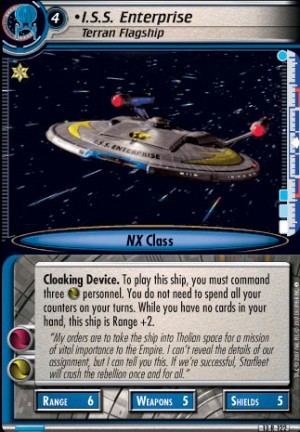 4
•I.S.S. Enterprise
Terran Flagship
I.S.S. ENTERPRISE
NX Class
Cloaking Device. To play this ship, you must command
three personnel. You do not need to spend all your
counters on your turns. While you have no cards in your
hand, this ship is Range +2.
"My orders are to take the ship into Tholian space for a mission
of vital importance to the Empire. I can't reveal the details of our
assignment, but I can tell you this. If we're successful, Starfleet
will crush the rebellion once and for all."
RANGE 6
WEAPONS 5
SHIELDS 5